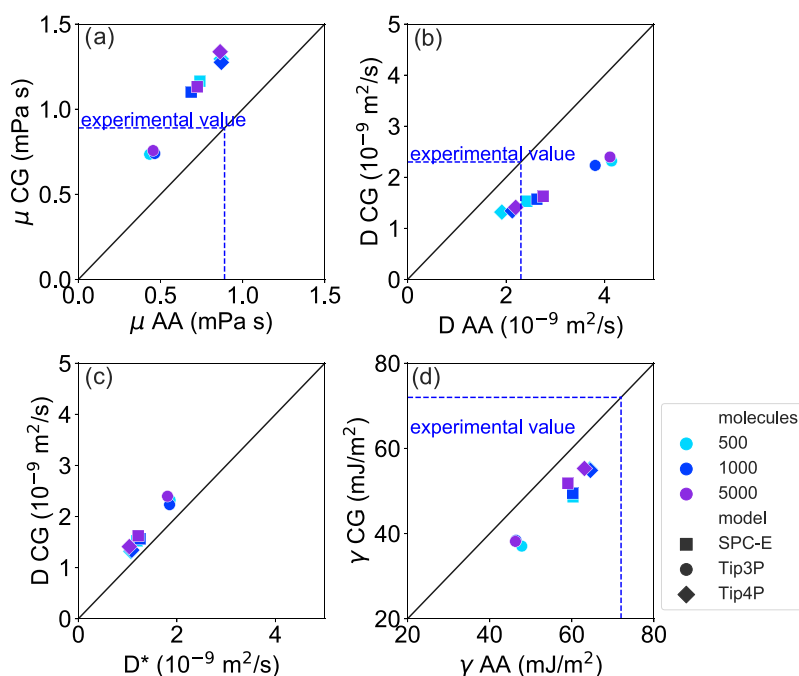 (a)
1.5
1.0
0.5
0.0
μ CG (mPa s)
experimental value
0.0 0.5 1.0 1.5
μ AA (mPa s)
(b)
5
4
3
2
1
0
D CG (10⁻⁹ m²/s)
experimental value
0 2 4
D AA (10⁻⁹ m²/s)
(c)
5
4
3
2
1
0
D CG (10⁻⁹ m²/s)
0 2 4
D* (10⁻⁹ m²/s)
(d)
80
60
40
20
γ CG (mJ/m²)
experimental value
20 40 60 80
γ AA (mJ/m²)
molecules
500
1000
5000
model
SPC-E
Tip3P
Tip4P